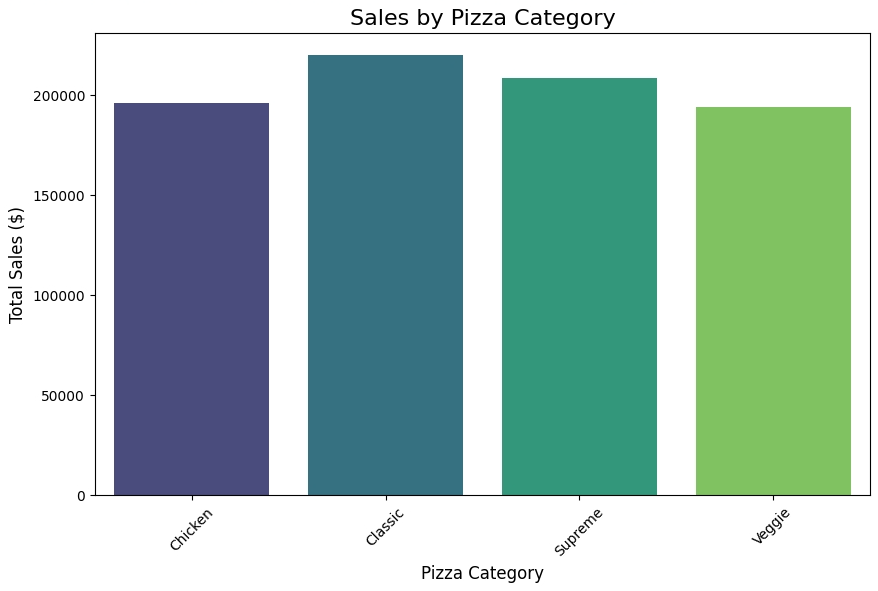 Sales by Pizza Category
Total Sales ($)
200000
150000
100000
50000
0
Chicken
Classic
Supreme
Veggie
Pizza Category